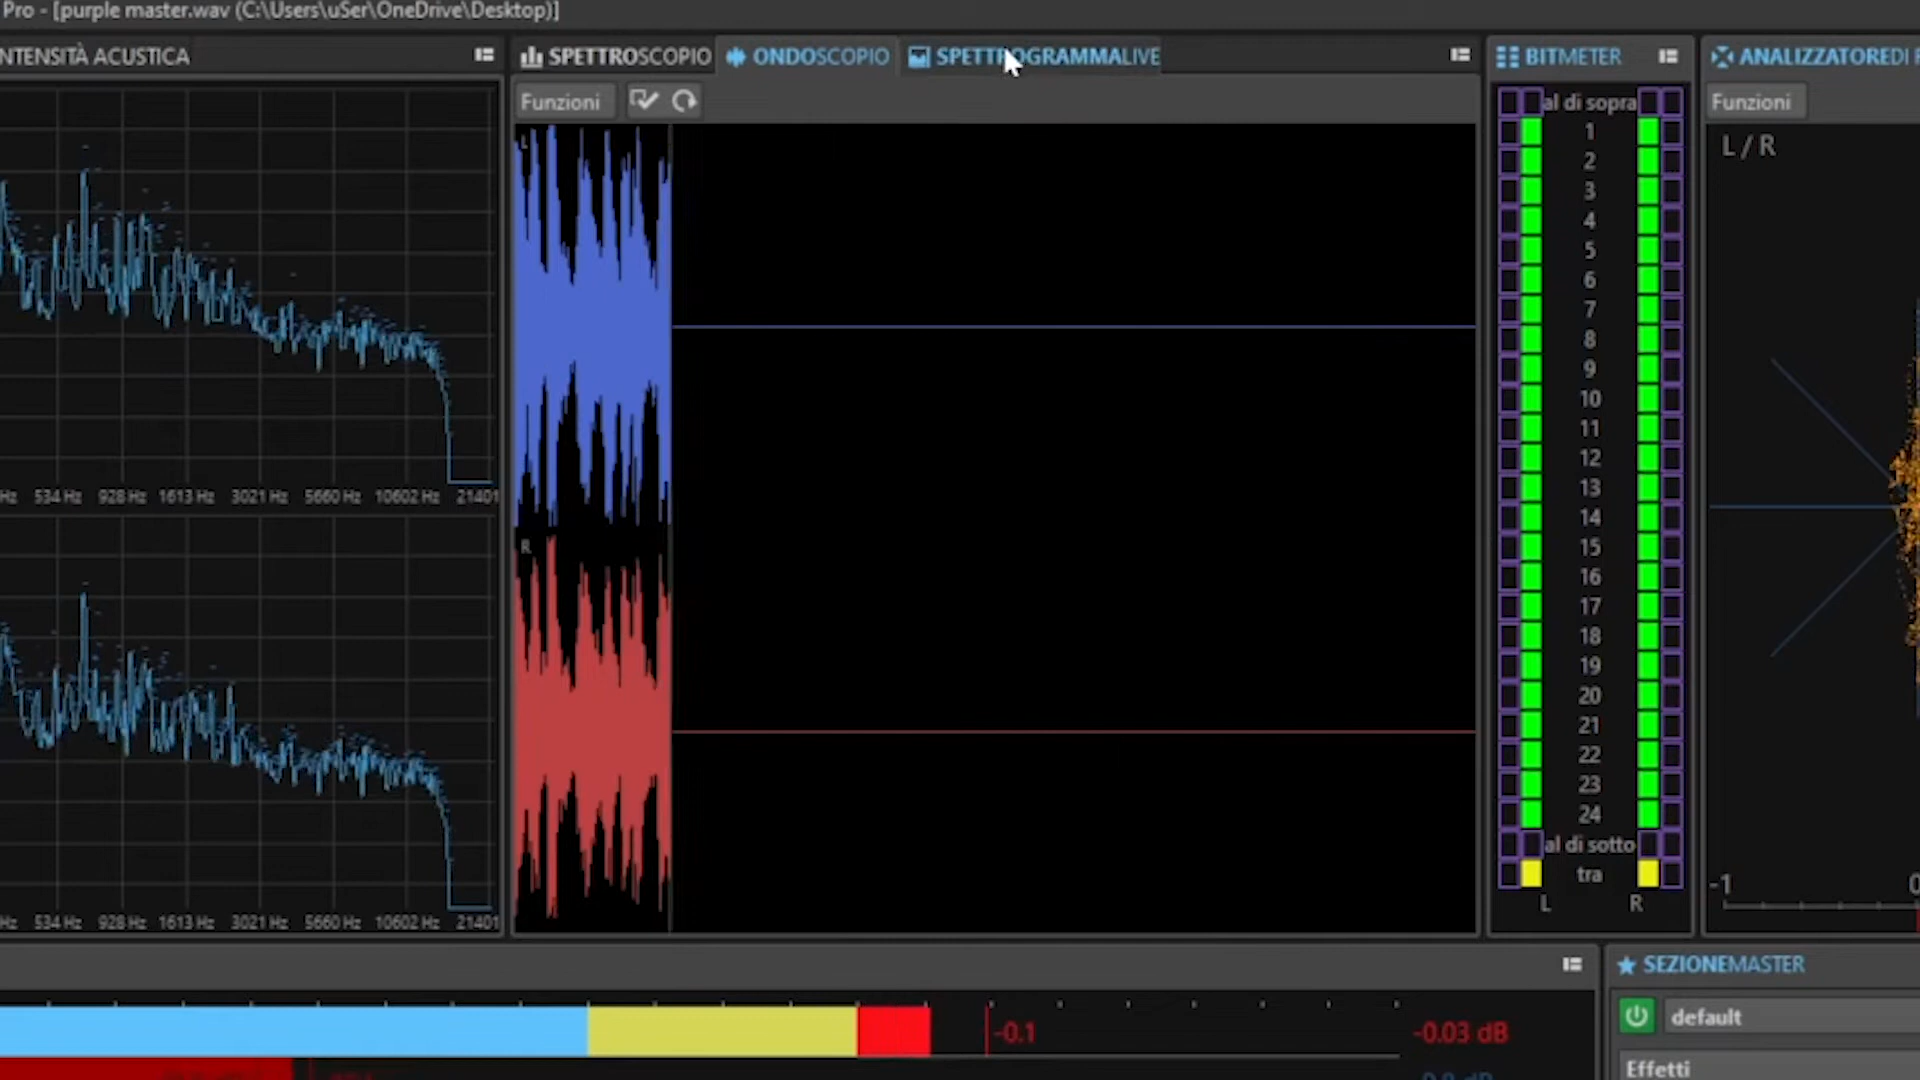 Pro - [purple master.wav (C:\Users\uSer\OneDrive\Desktop)]
NTENSITÀ ACUSTICA
SPETTROSCOPIO
ONDOSCOPIO
SPETTROGRAMMALIVE
BITMETER
ANALIZZATOREDI
Funzioni
Funzioni
L
R
L / R
al di sopra
1
2
3
4
5
6
7
8
9
10
11
12
13
14
15
16
17
18
19
20
21
22
23
24
al di sotto
tra
L R
-1
Hz 534 Hz 928 Hz 1613 Hz 3021 Hz 5660 Hz 10602 Hz 21401
Hz 534 Hz 928 Hz 1613 Hz 3021 Hz 5660 Hz 10602 Hz 21401
SEZIONEMASTER
default
Effetti
-0.1
-0.03 dB